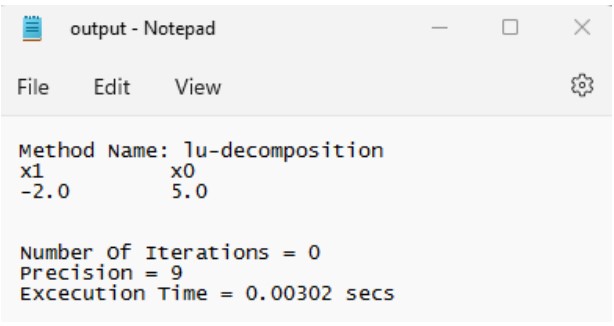 output - Notepad
File Edit View
Method Name: lu-decomposition
x1 x0
-2.0 5.0
Number Of Iterations = 0
Precision = 9
Excecution Time = 0.00302 secs